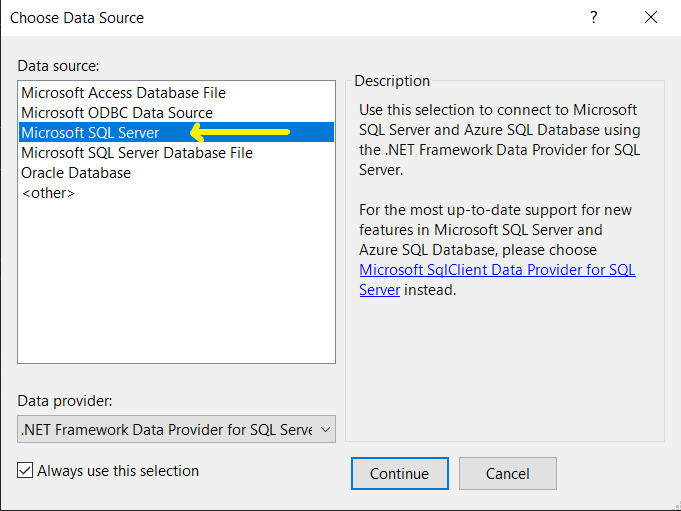 Choose Data Source
?
Data source:
Microsoft Access Database File
Microsoft ODBC Data Source
Microsoft SQL Server
Microsoft SQL Server Database File
Oracle Database
<other>
Description
Use this selection to connect to Microsoft
SQL Server and Azure SQL Database using
the .NET Framework Data Provider for SQL
Server.
For the most up-to-date support for new
features in Microsoft SQL Server and
Azure SQL Database, please choose
Microsoft SqlClient Data Provider for SQL
Server instead.
Data provider:
.NET Framework Data Provider for SQL Serve
Always use this selection
Continue
Cancel